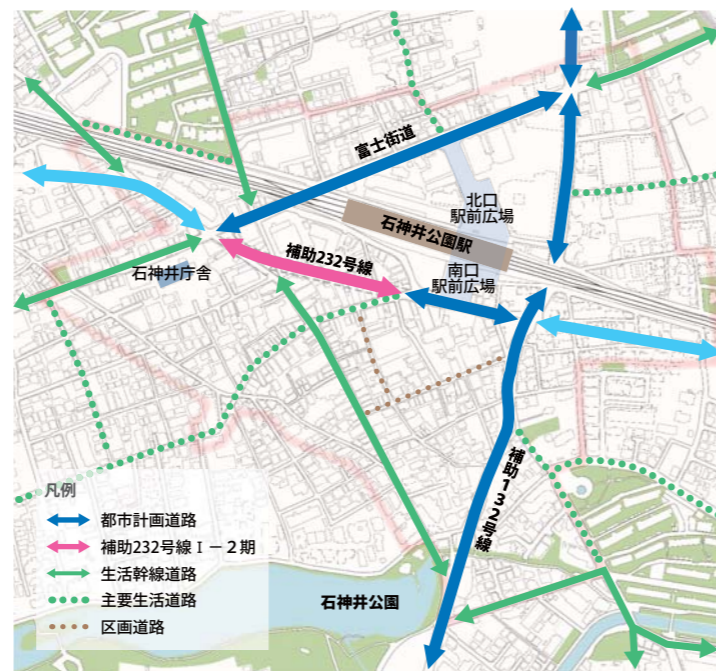 富士街道
北口
駅前広場
石神井公園駅
補助232号線
石神井庁舎
南口
駅前広場
補助132号線
凡例
都市計画道路
補助232号線Ⅰ－2期
生活幹線道路
主要生活道路
区画道路
石神井公園